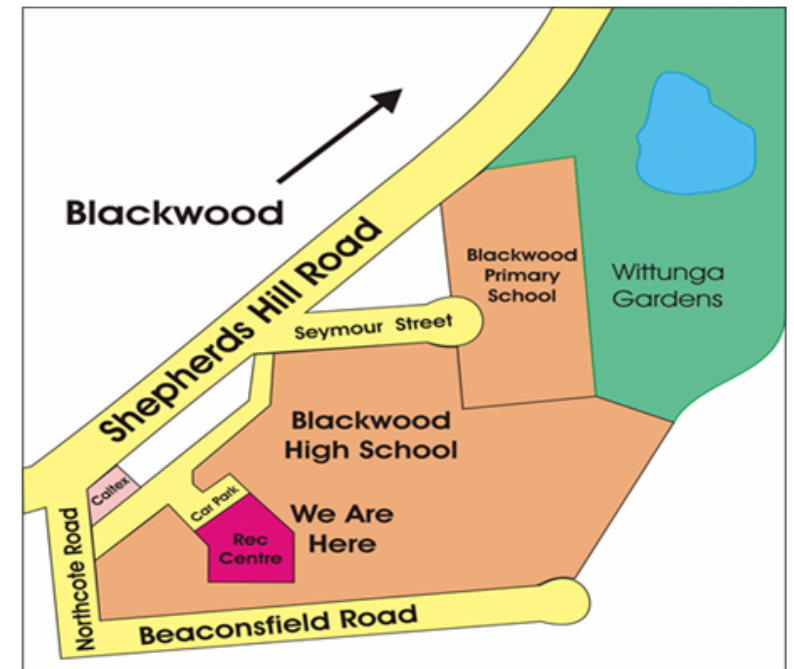 Blackwood
Shepherds Hill Road
Blackwood
Primary
School
Wittunga
Gardens
Seymour Street
Blackwood
High School
Caltex
Car Park
We Are
Here
Rec
Centre
Northcote Road
Beaconsfield Road